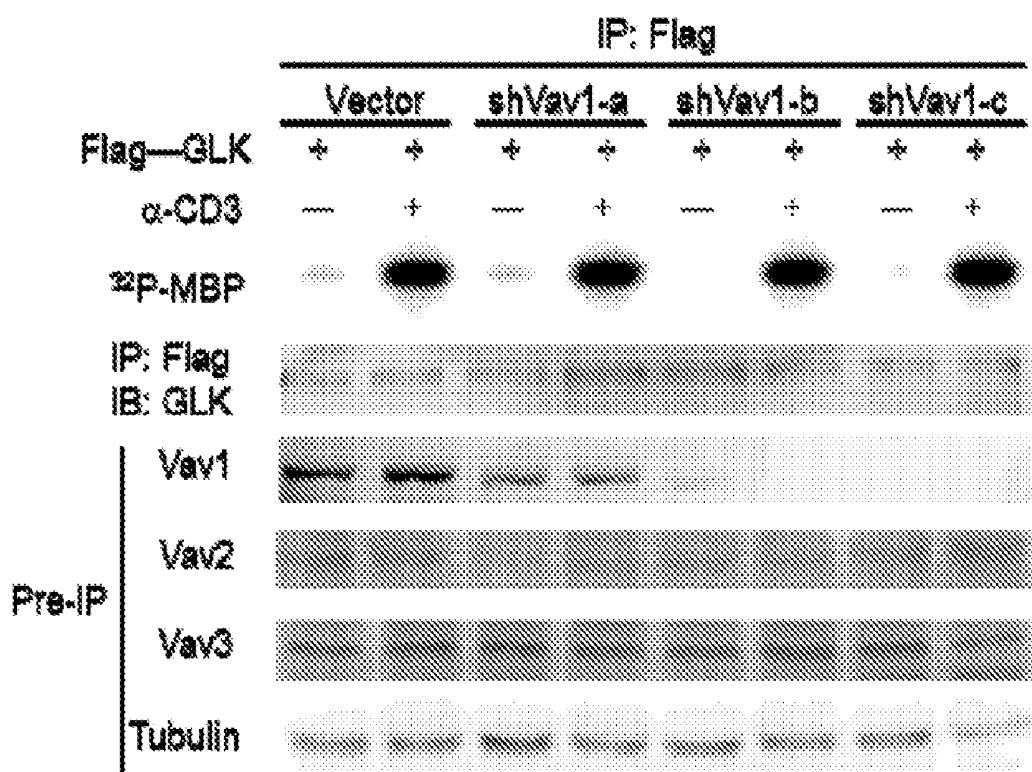 IP: Flag
Vector shVav1-a shVav1-b shVav1-c
Flag—GLK + + + + + + + +
α-CD3 — + — + — + — +
³²P-MBP
IP: Flag
IB: GLK
Vav1
Vav2
Pre-IP
Vav3
Tubulin